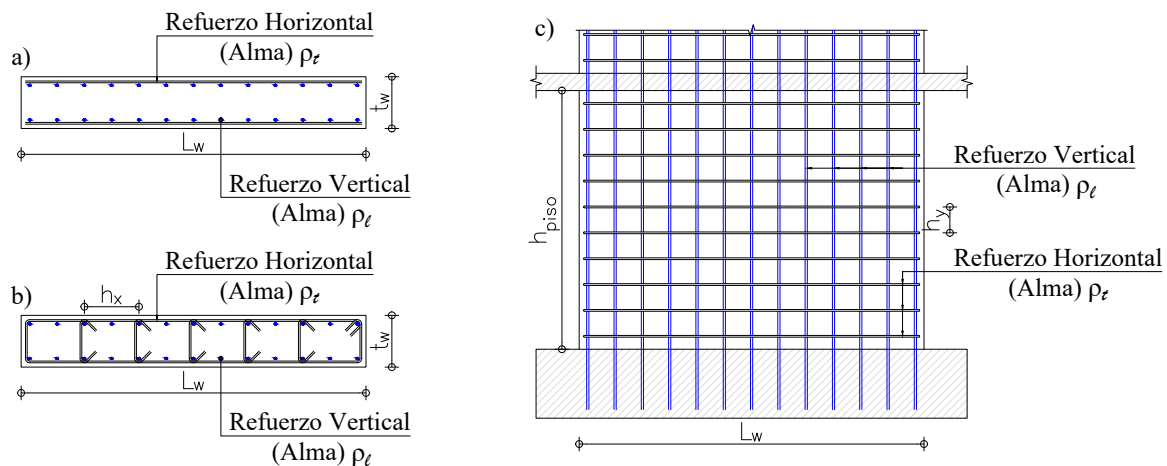 a)
Refuerzo Horizontal
(Alma) ρt
tw
Lw
Refuerzo Vertical
(Alma) ρℓ
b)
Refuerzo Horizontal
(Alma) ρt
hx
tw
Lw
Refuerzo Vertical
(Alma) ρℓ
c)
hpiso
Refuerzo Vertical
(Alma) ρℓ
hy
Refuerzo Horizontal
(Alma) ρt
Lw